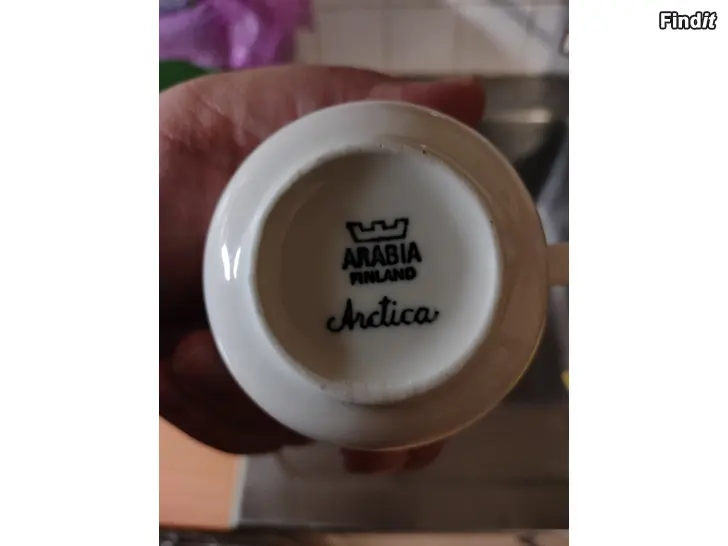 Findit
ARABIA
FINLAND
Arctica